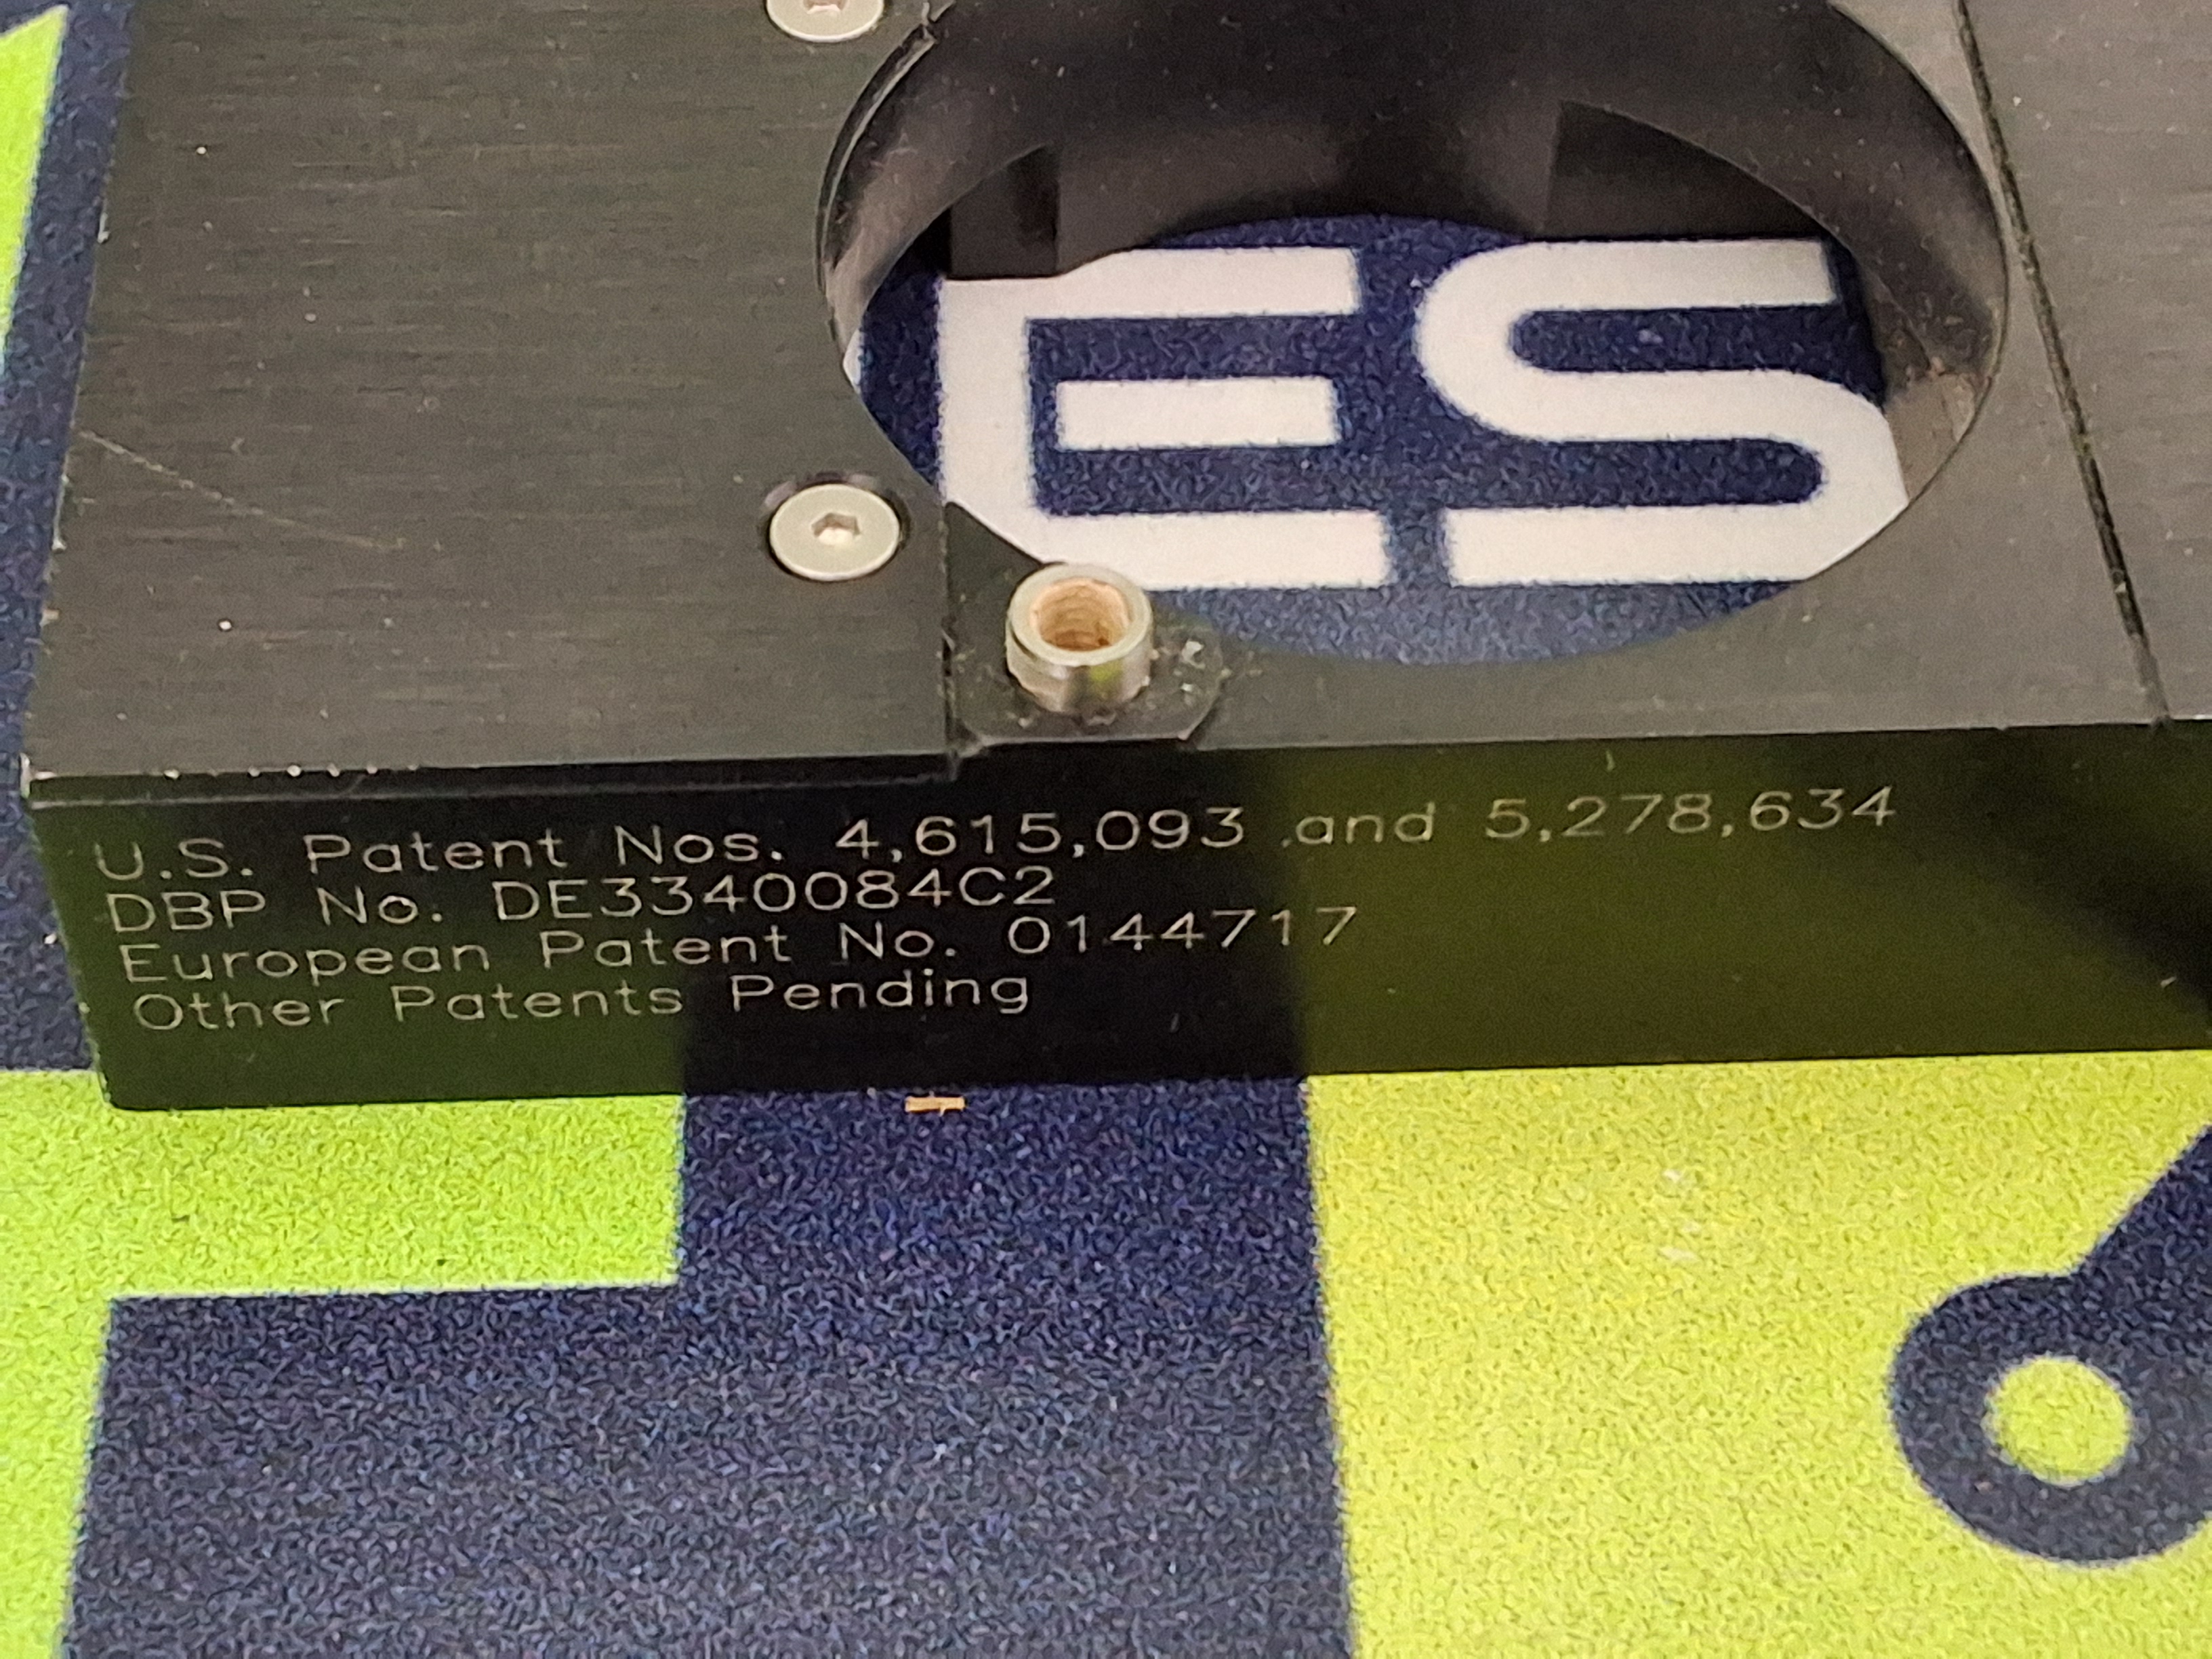 ES
U.S. Patent Nos. 4,615,093 and 5,278,634
DBP No. DE3340084C2
European Patent No. 0144717
Other Patents Pending